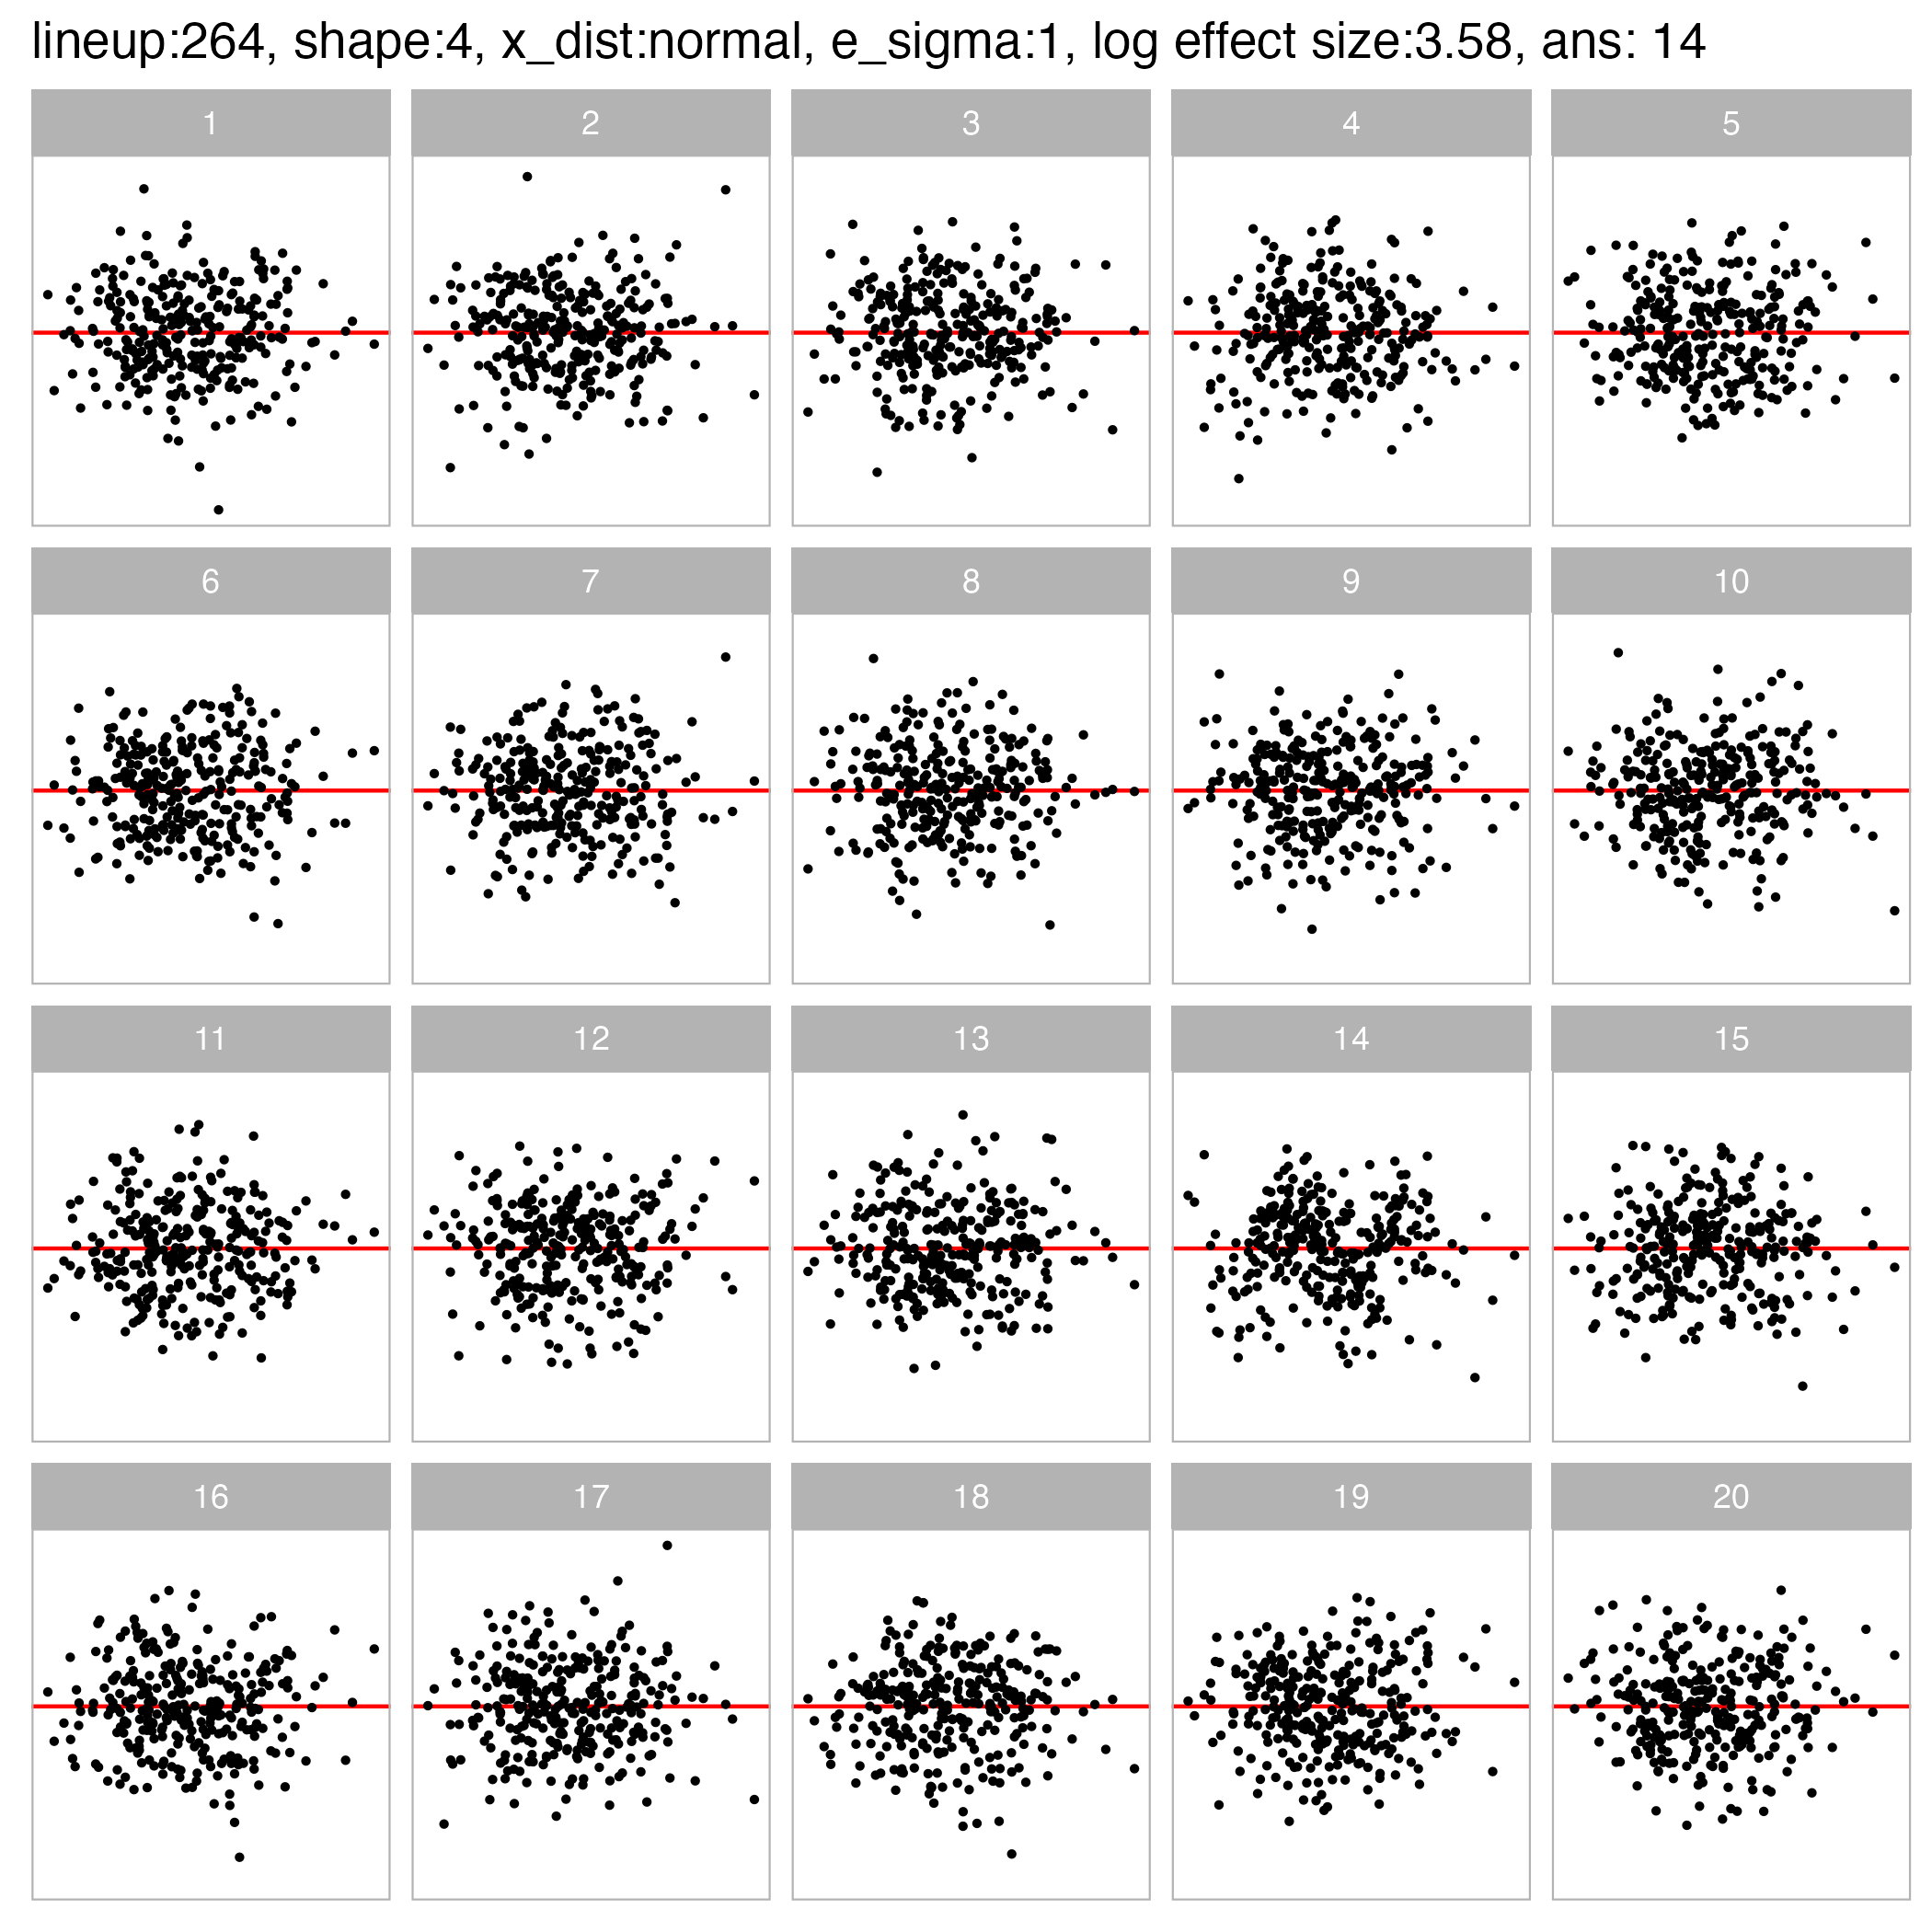 lineup:264, shape:4, x_dist:normal, e_sigma:1, log effect size:3.58, ans: 14
1 2 3 4 5
6 7 8 9 10
11 12 13 14 15
16 17 18 19 20